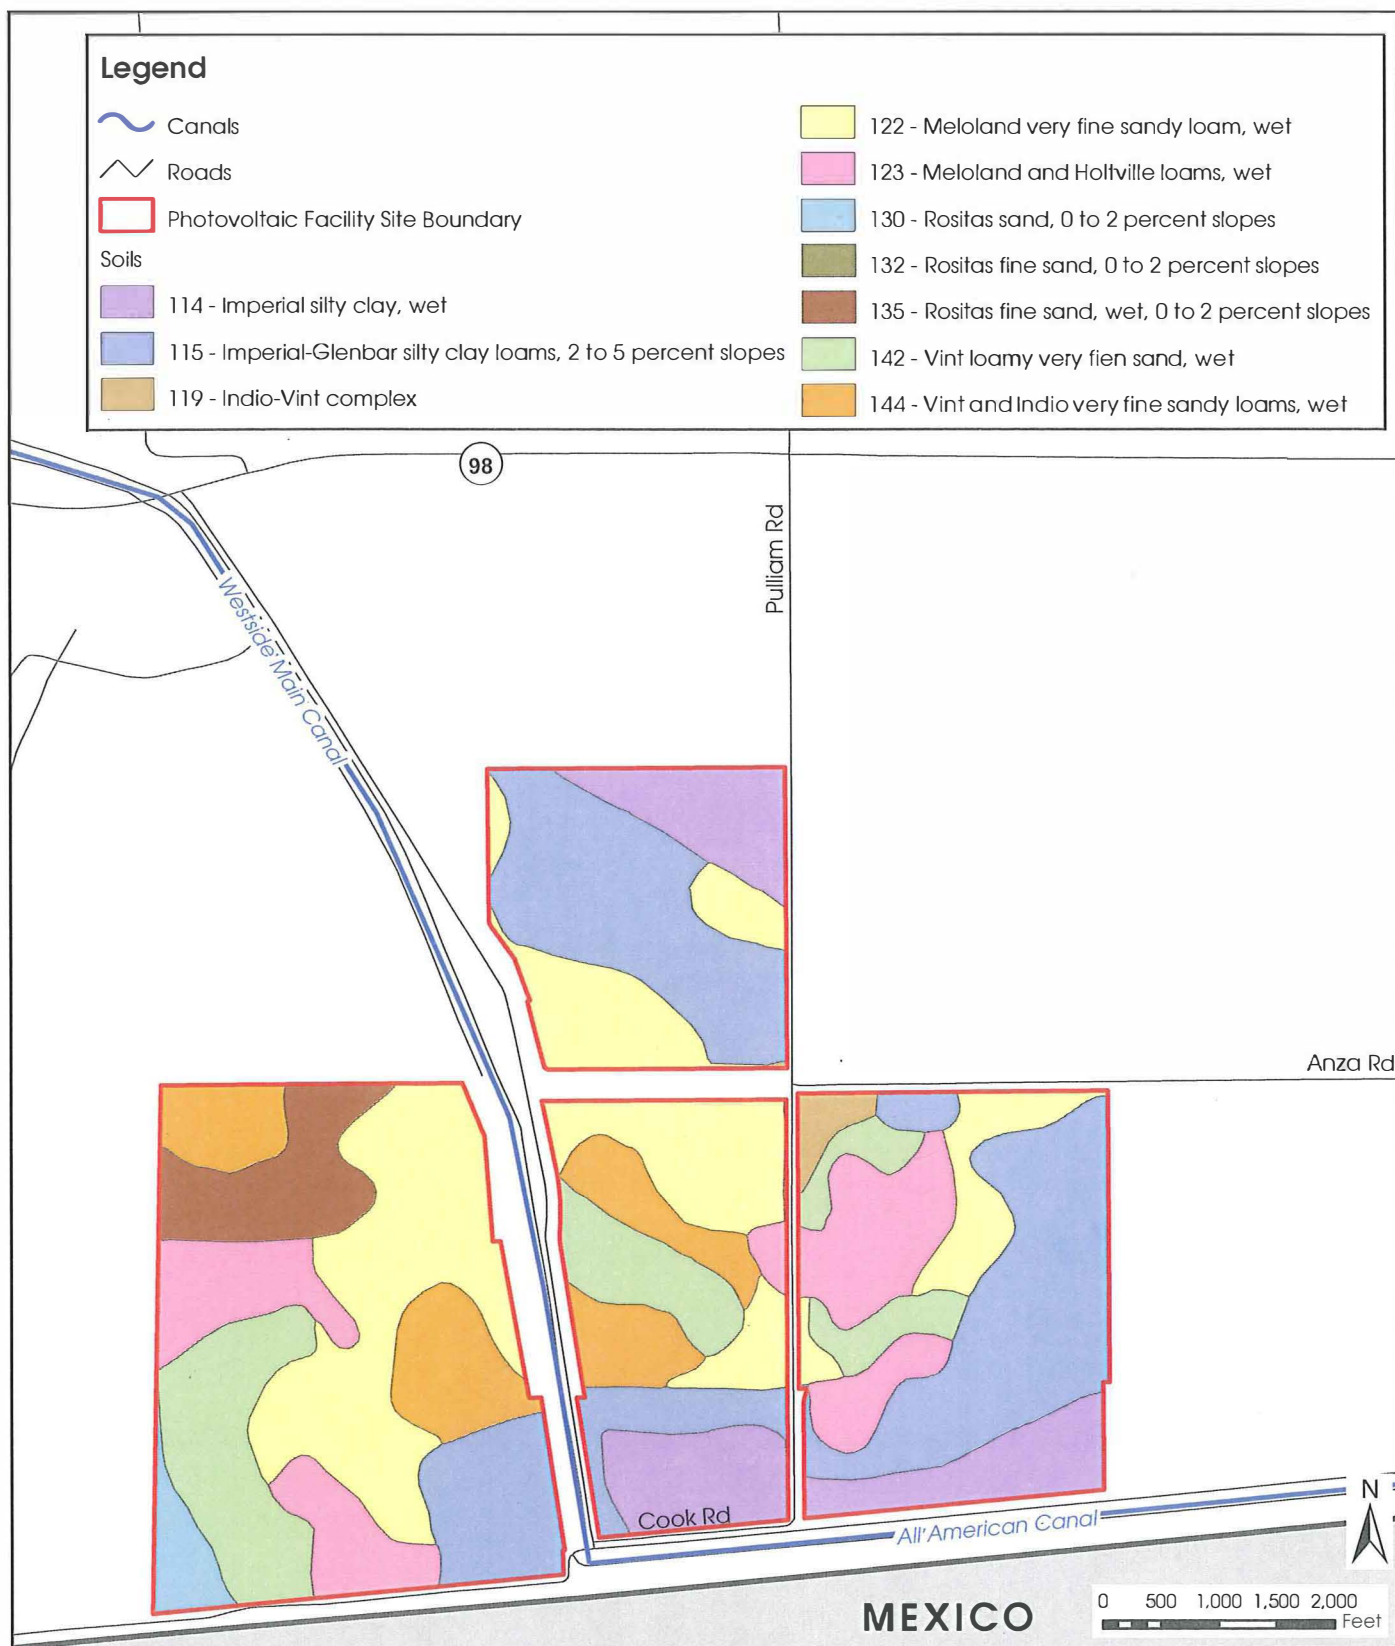 Legend
Canals
Roads
Photovoltaic Facility Site Boundary
Soils
114 - Imperial silty clay, wet
115 - Imperial-Glenbar silty clay loams, 2 to 5 percent slopes
119 - Indio-Vint complex
122 - Meloland very fine sandy loam, wet
123 - Meloland and Holtville loams, wet
130 - Rositas sand, 0 to 2 percent slopes
132 - Rositas fine sand, 0 to 2 percent slopes
135 - Rositas fine sand, wet, 0 to 2 percent slopes
142 - Vint loamy very fien sand, wet
144 - Vint and Indio very fine sandy loams, wet
98
Pulliam Rd
Westside Main Canal
Anza Rd
Cook Rd
All American Canal
N
MEXICO
0 500 1,000 1,500 2,000
Feet